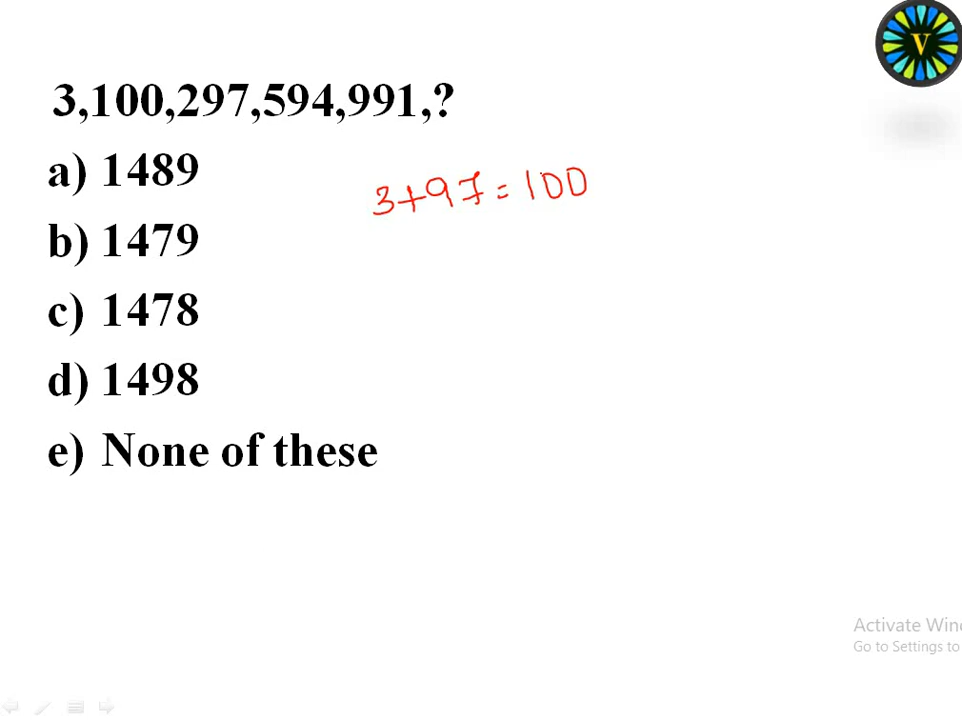 V
3,100,297,594,991,?
a) 1489
3+97=100
b) 1479
c) 1478
d) 1498
e) None of these
Activate Win
Go to Settings to